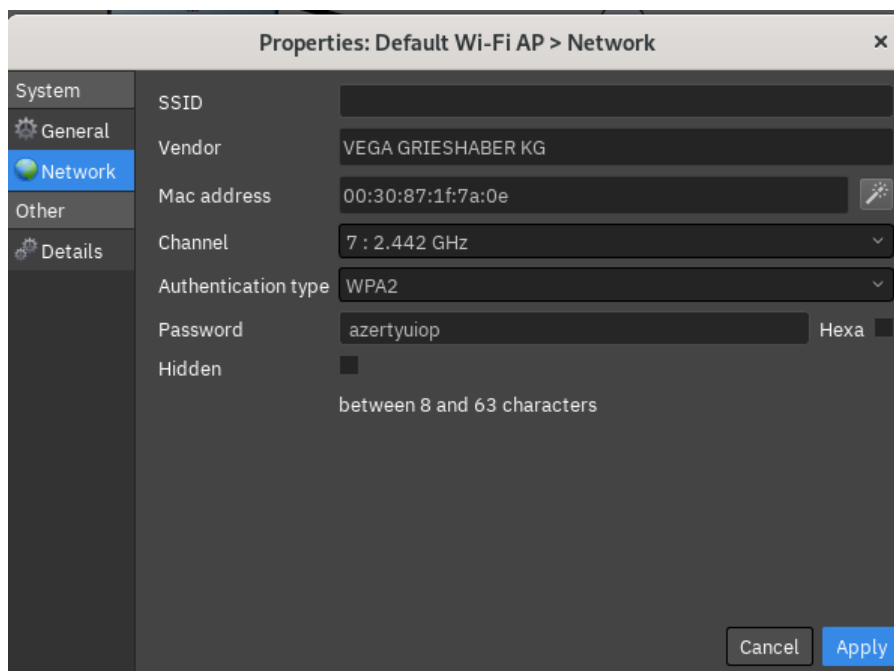 Properties: Default Wi-Fi AP > Network ×
System
General
Network
Other
Details
SSID
Vendor VEGA GRIESHABER KG
Mac address 00:30:87:1f:7a:0e
Channel 7 : 2.442 GHz
Authentication type WPA2
Password azertyuiop Hexa
Hidden
between 8 and 63 characters
Cancel Apply